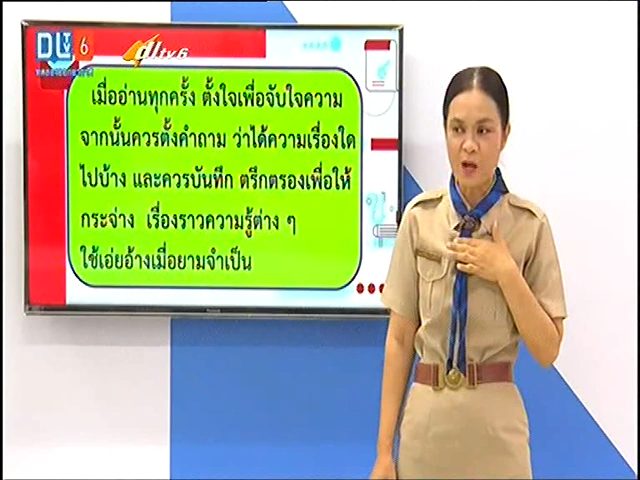 DLTV 6
dltv6
เมื่ออ่านทุกครั้ง ตั้งใจเพื่อจับใจความ
จากนั้นควรตั้งคำถาม ว่าได้ความเรื่องใด
ไปบ้าง และควรบันทึก ตรึกตรองเพื่อให้
กระจ่าง เรื่องราวความรู้ต่าง ๆ
ใช้เอ่ยอ้างเมื่อยามจำเป็น